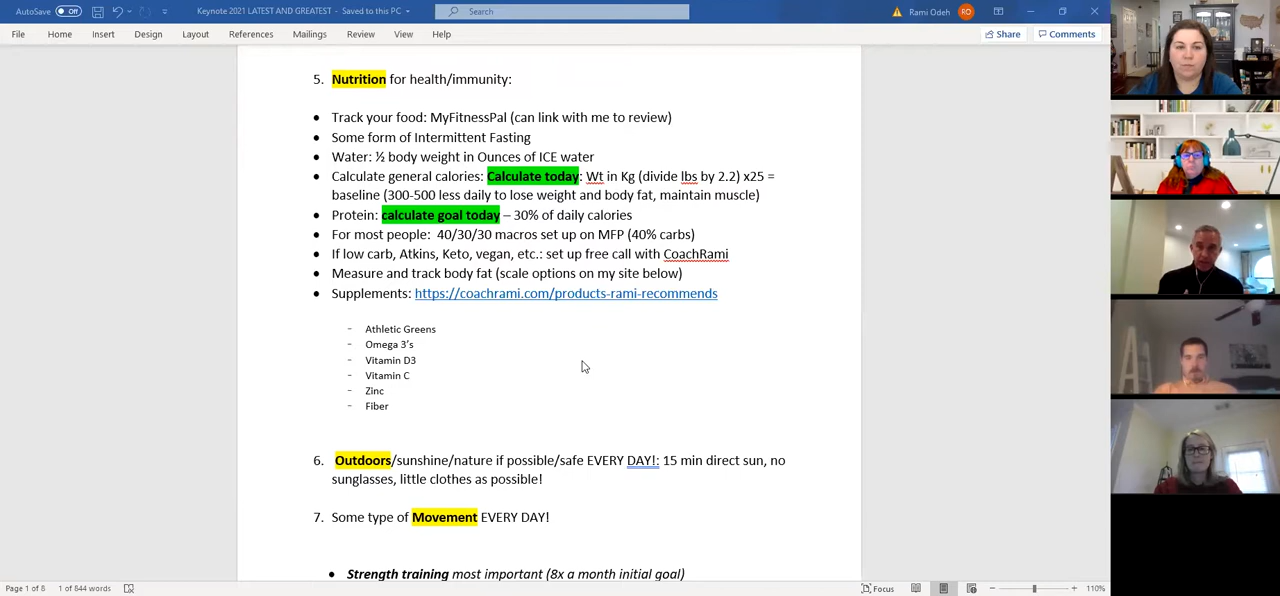 AutoSave Off Keynote 2021 LATEST AND GREATEST - Saved to this PC Search Rami Odeh RO
File Home Insert Design Layout References Mailings Review View Help Share Comments
5. Nutrition for health/immunity:
• Track your food: MyFitnessPal (can link with me to review)
• Some form of Intermittent Fasting
• Water: ½ body weight in Ounces of ICE water
• Calculate general calories: Calculate today: Wt in Kg (divide lbs by 2.2) x25 =
baseline (300-500 less daily to lose weight and body fat, maintain muscle)
• Protein: calculate goal today – 30% of daily calories
• For most people: 40/30/30 macros set up on MFP (40% carbs)
• If low carb, Atkins, Keto, vegan, etc.: set up free call with CoachRami
• Measure and track body fat (scale options on my site below)
• Supplements: https://coachrami.com/products-rami-recommends
- Athletic Greens
- Omega 3's
- Vitamin D3
- Vitamin C
- Zinc
- Fiber
6. Outdoors/sunshine/nature if possible/safe EVERY DAY!: 15 min direct sun, no
sunglasses, little clothes as possible!
7. Some type of Movement EVERY DAY!
• Strength training most important (8x a month initial goal)
Page 1 of 8 1 of 844 words Focus 110%